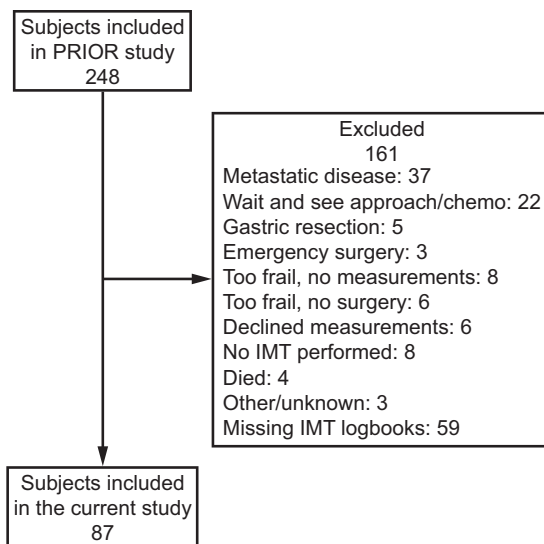 Subjects included
in PRIOR study
248
Excluded
161
Metastatic disease: 37
Wait and see approach/chemo: 22
Gastric resection: 5
Emergency surgery: 3
Too frail, no measurements: 8
Too frail, no surgery: 6
Declined measurements: 6
No IMT performed: 8
Died: 4
Other/unknown: 3
Missing IMT logbooks: 59
Subjects included
in the current study
87